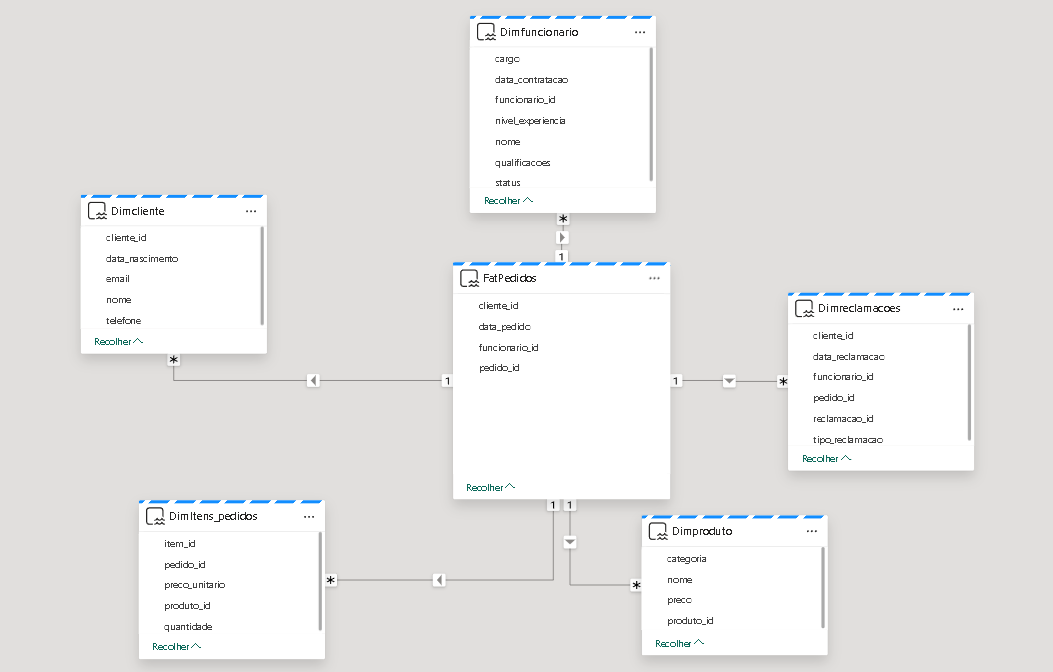 Dimfuncionario
...
cargo
data_contratacao
funcionario_id
nivel_experiencia
nome
qualificacoes
status
Recolher
*
1
Dimcliente
...
cliente_id
data_nascimento
email
nome
telefone
Recolher
*
1
FatPedidos
...
cliente_id
data_pedido
funcionario_id
pedido_id
Recolher
1
*
Dimreclamacoes
...
cliente_id
data_reclamacao
funcionario_id
pedido_id
reclamacao_id
tipo_reclamacao
Recolher
1
1
DimItens_pedidos
...
item_id
pedido_id
preco_unitario
produto_id
quantidade
Recolher
*
*
Dimproduto
...
categoria
nome
preco
produto_id
Recolher